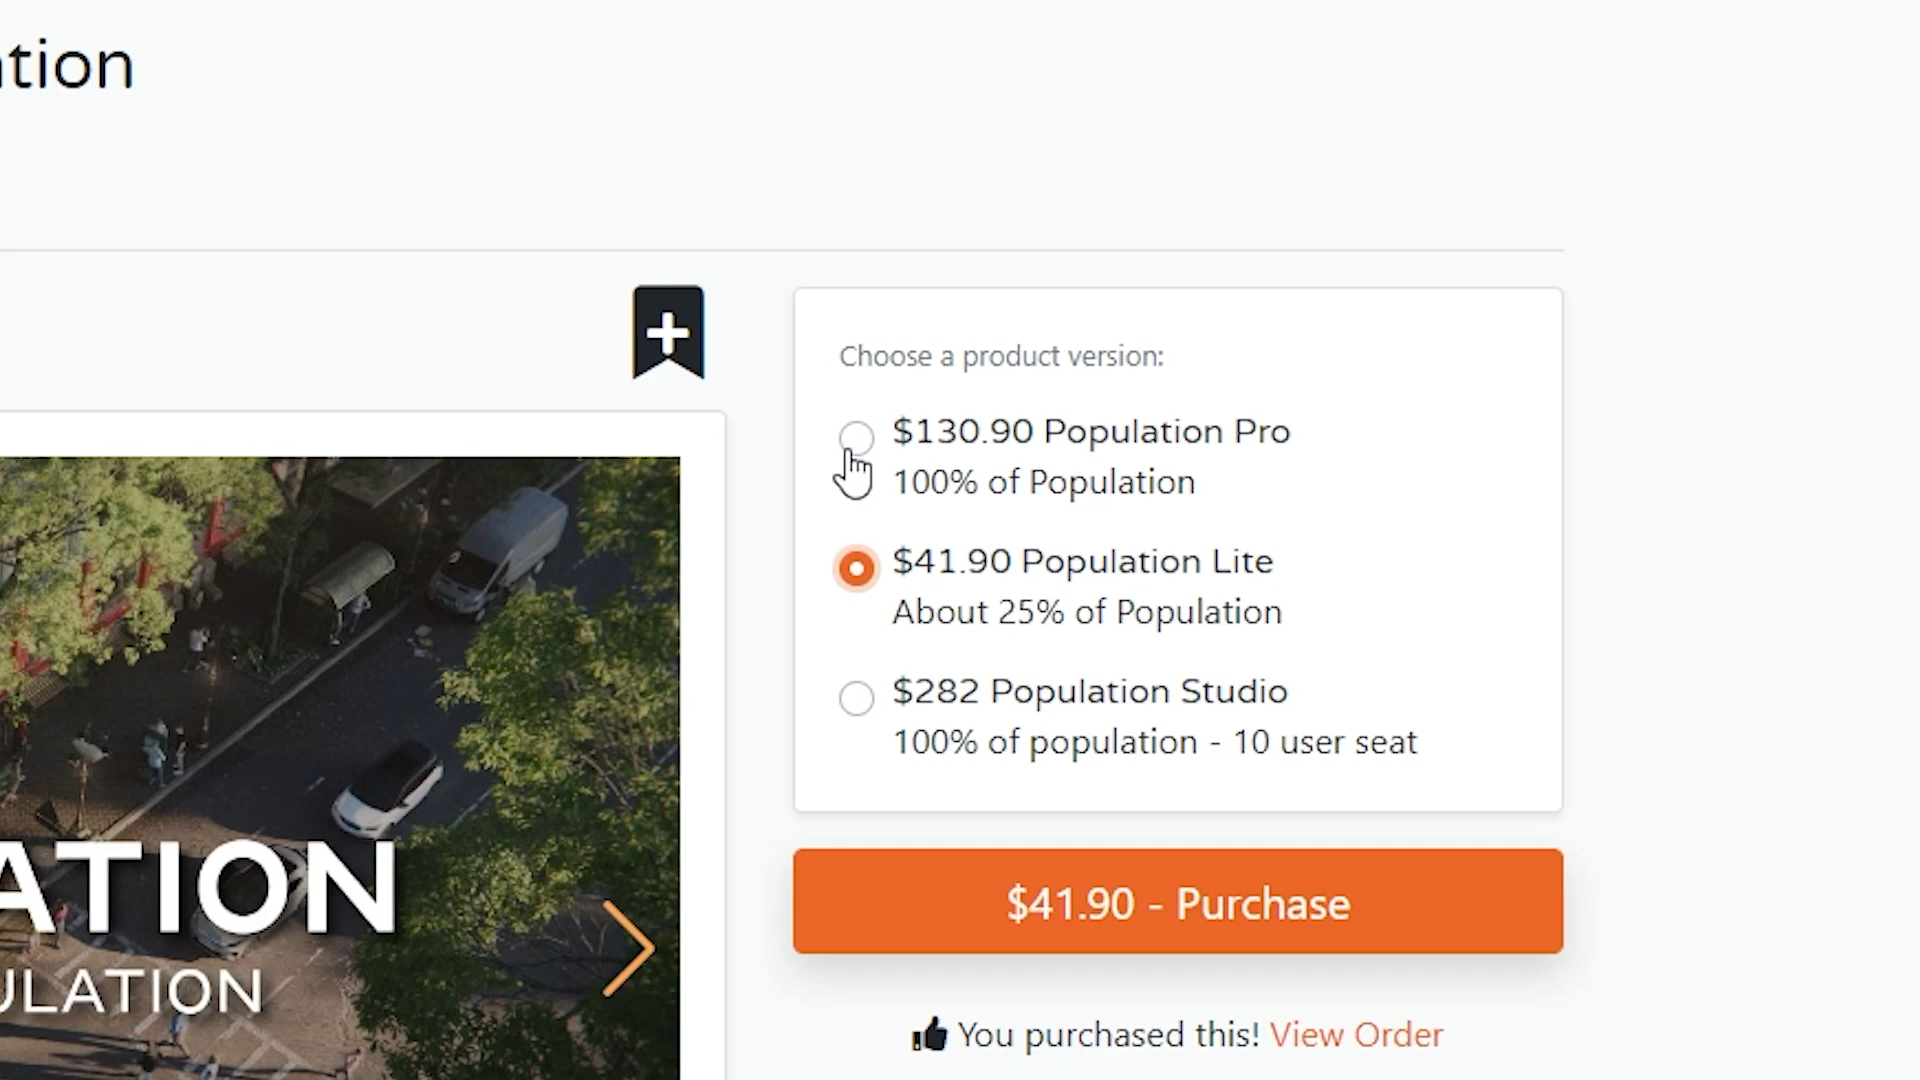 ation
Choose a product version:
$130.90 Population Pro
100% of Population
$41.90 Population Lite
About 25% of Population
$282 Population Studio
100% of population - 10 user seat
ATION
ULATION
$41.90 - Purchase
You purchased this! View Order